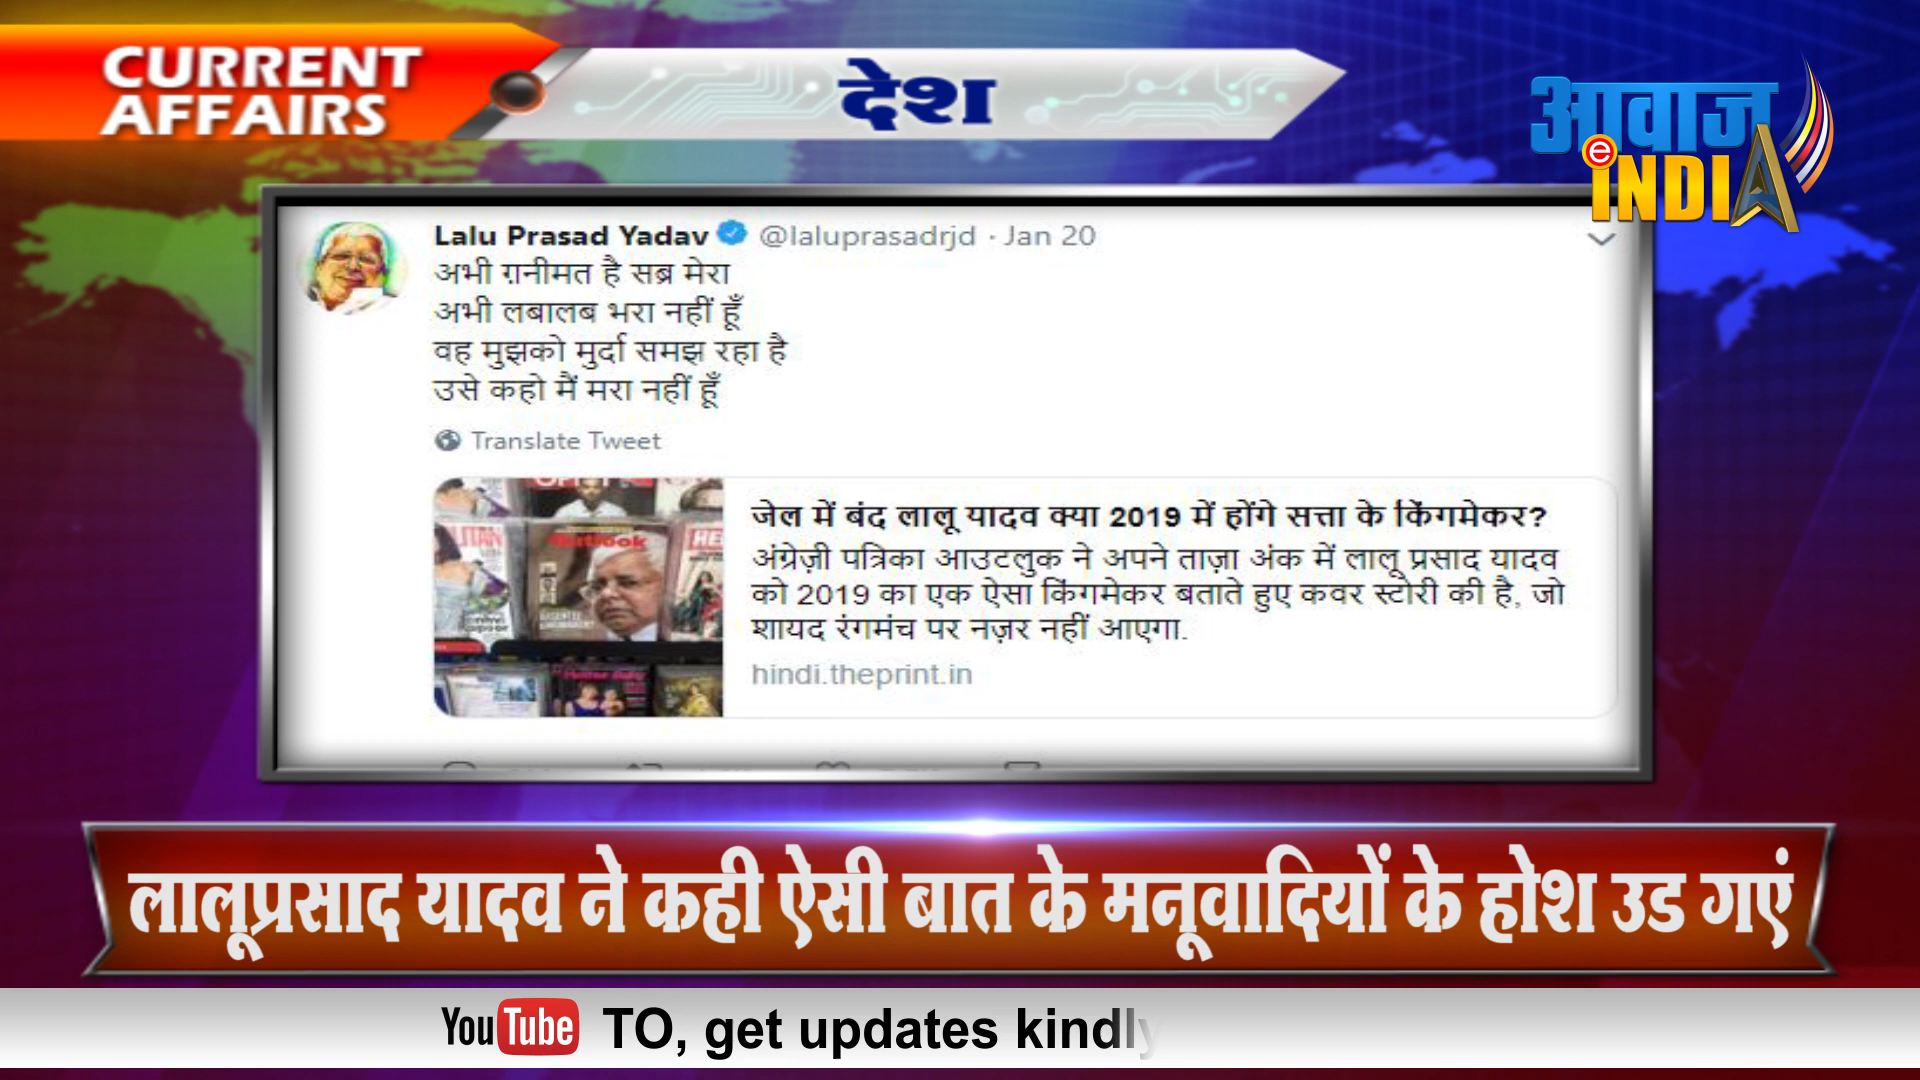 CURRENT
AFFAIRS
देश
आवाज
e
iNDIA
Lalu Prasad Yadav @laluprasadrjd · Jan 20
अभी ग़नीमत है सब्र मेरा
अभी लबालब भरा नहीं हूँ
वह मुझको मुर्दा समझ रहा है
उसे कहो मैं मरा नहीं हूँ
Translate Tweet
Outlook
जेल में बंद लालू यादव क्या 2019 में होंगे सत्ता के किंगमेकर?
अंग्रेज़ी पत्रिका आउटलुक ने अपने ताज़ा अंक में लालू प्रसाद यादव
को 2019 का एक ऐसा किंगमेकर बताते हुए कवर स्टोरी की है, जो
शायद रंगमंच पर नज़र नहीं आएगा.
hindi.theprint.in
लालूप्रसाद यादव ने कही ऐसी बात के मनूवादियों के होश उड गएं
YouTube TO, get updates kindly